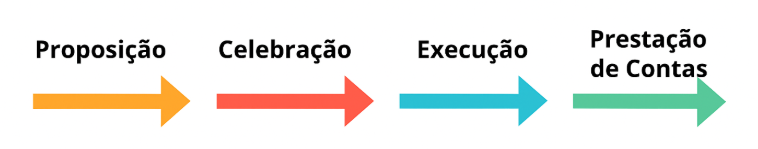 Proposição
Celebração
Execução
Prestação
de Contas